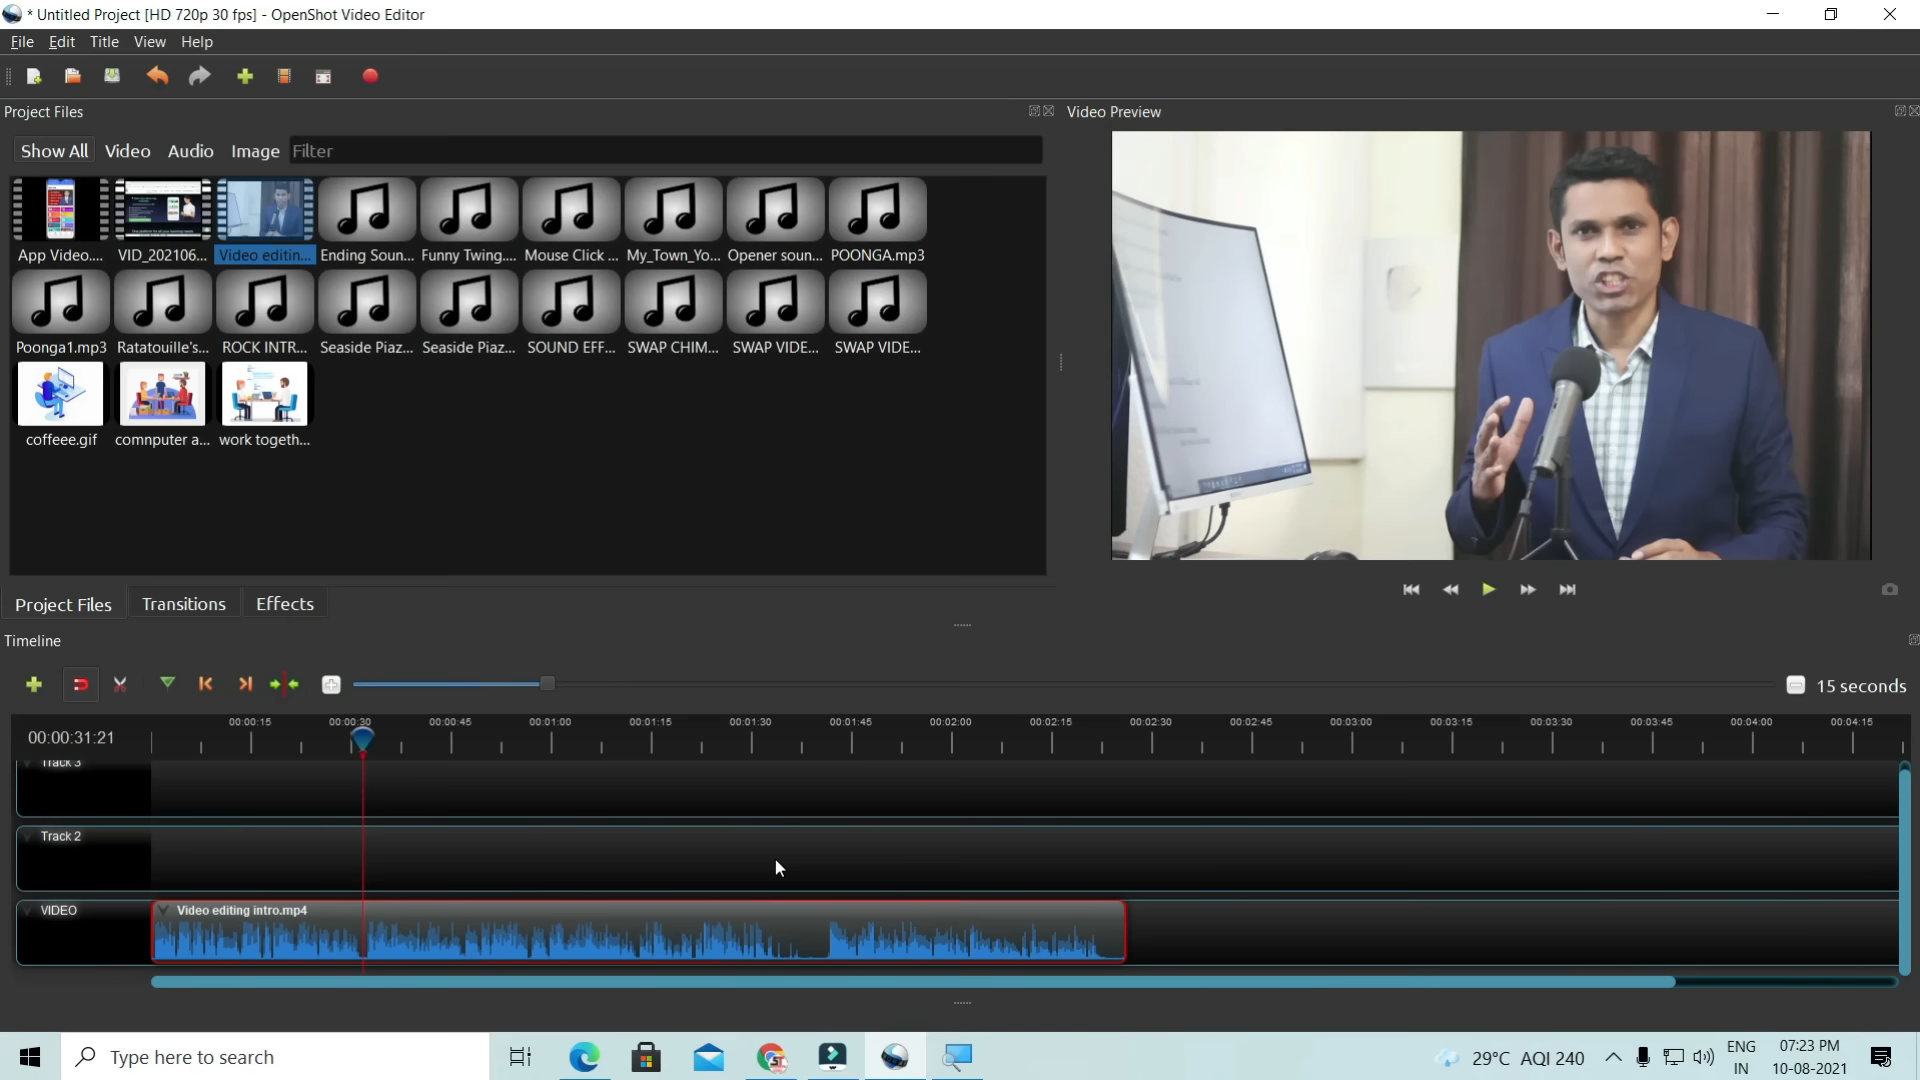 * Untitled Project [HD 720p 30 fps] - OpenShot Video Editor
File Edit Title View Help
Project Files
Video Preview
Show All Video Audio Image Filter
App Video.... VID_202106... Video editin... Ending Soun... Funny Twing.... Mouse Click ... My_Town_Yo... Opener soun... POONGA.mp3
Poonga1.mp3 Ratatouille's... ROCK INTR... Seaside Piaz... Seaside Piaz... SOUND EFF... SWAP CHIM... SWAP VIDE... SWAP VIDE...
coffeee.gif comnputer a... work togeth...
Project Files Transitions Effects
Timeline
15 seconds
00:00:15 00:00:30 00:00:45 00:01:00 00:01:15 00:01:30 00:01:45 00:02:00 00:02:15 00:02:30 00:02:45 00:03:00 00:03:15 00:03:30 00:03:45 00:04:00 00:04:15
00:00:31:21
Track 3
Track 2
VIDEO
Video editing intro.mp4
Type here to search
29°C AQI 240
ENG
IN
07:23 PM
10-08-2021